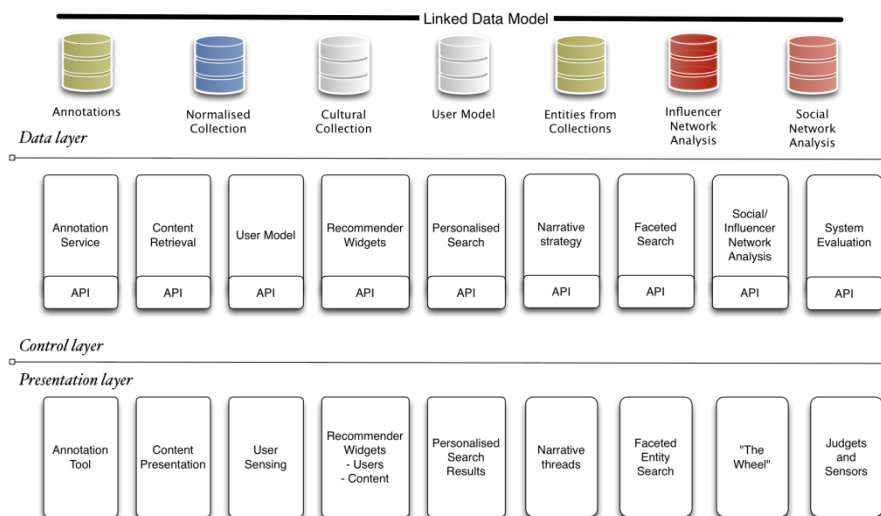 Linked Data Model
Annotations
Normalised
Collection
Cultural
Collection
User Model
Entities from
Collections
Influencer
Network
Analysis
Social
Network
Analysis
Data layer
Annotation
Service
API
Content
Retrieval
API
User Model
API
Recommender
Widgets
API
Personalised
Search
API
Narrative
strategy
API
Faceted
Search
API
Social/
Influencer
Network
Analysis
API
System
Evaluation
API
Control layer
Presentation layer
Annotation
Tool
Content
Presentation
User
Sensing
Recommender
Widgets
- Users
- Content
Personalised
Search
Results
Narrative
threads
Faceted
Entity
Search
"The
Wheel"
Judgets
and
Sensors